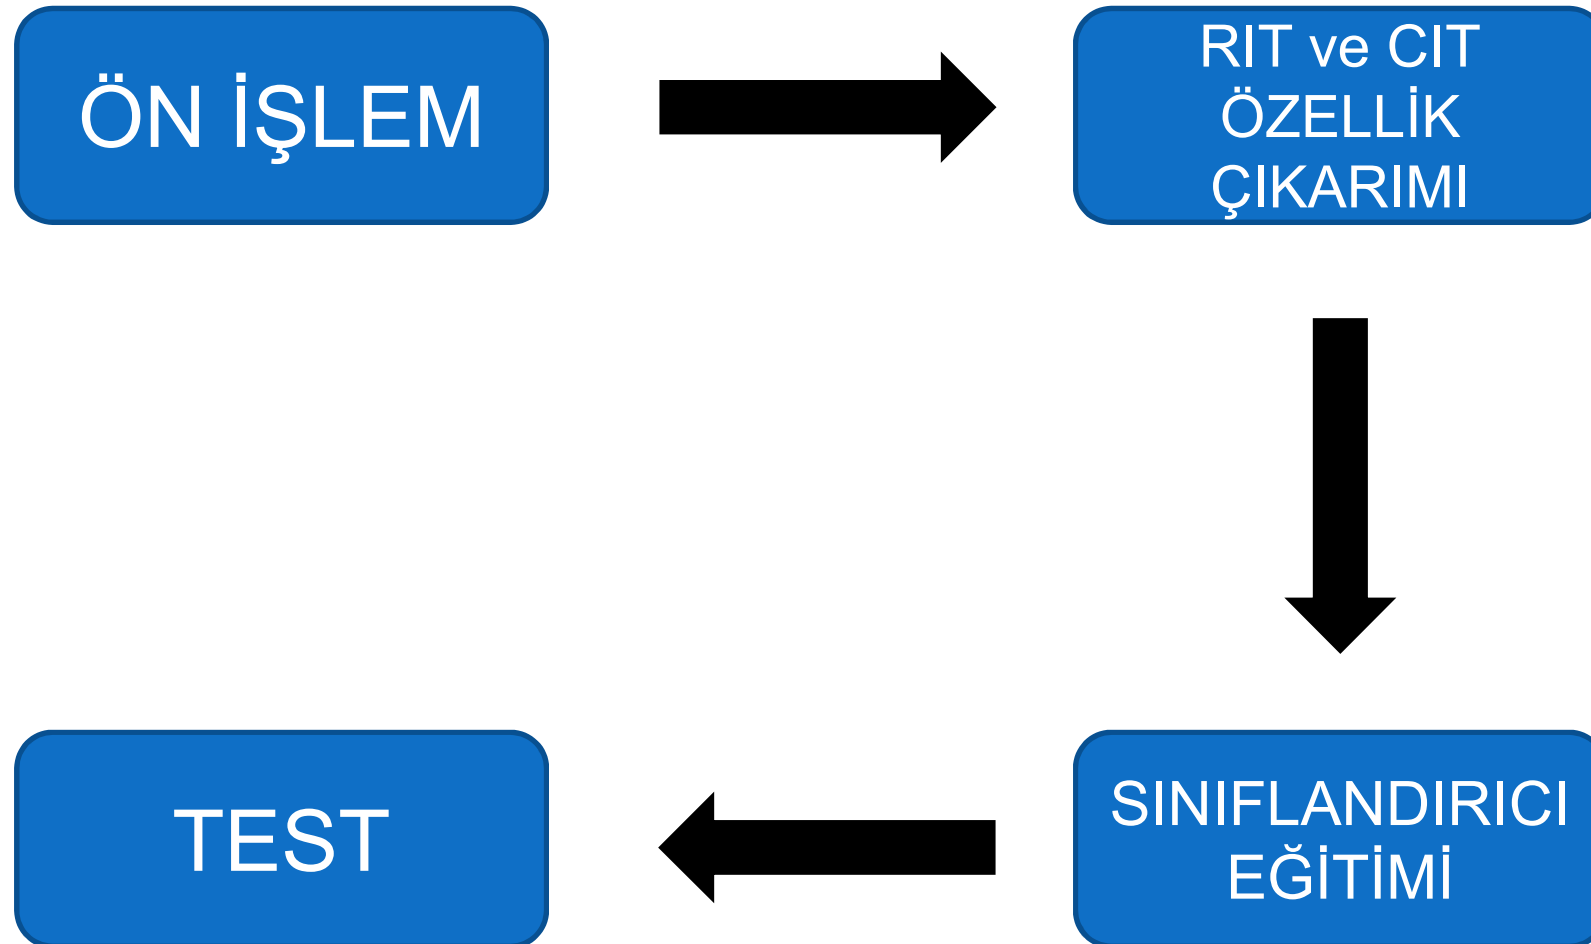 ÖN İŞLEM
RIT ve CIT
ÖZELLİK
ÇIKARIMI
SINIFLANDIRICI
EĞİTİMİ
TEST